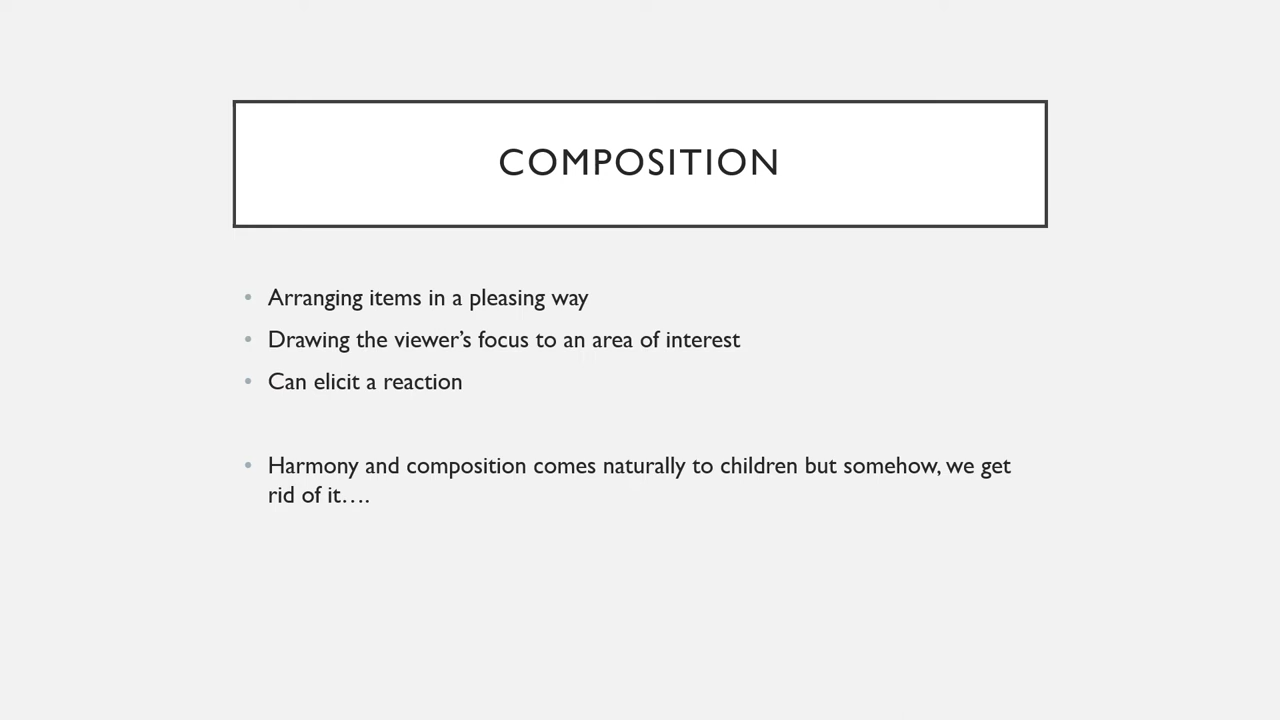 COMPOSITION
• Arranging items in a pleasing way
• Drawing the viewer’s focus to an area of interest
• Can elicit a reaction
• Harmony and composition comes naturally to children but somehow, we get
rid of it….